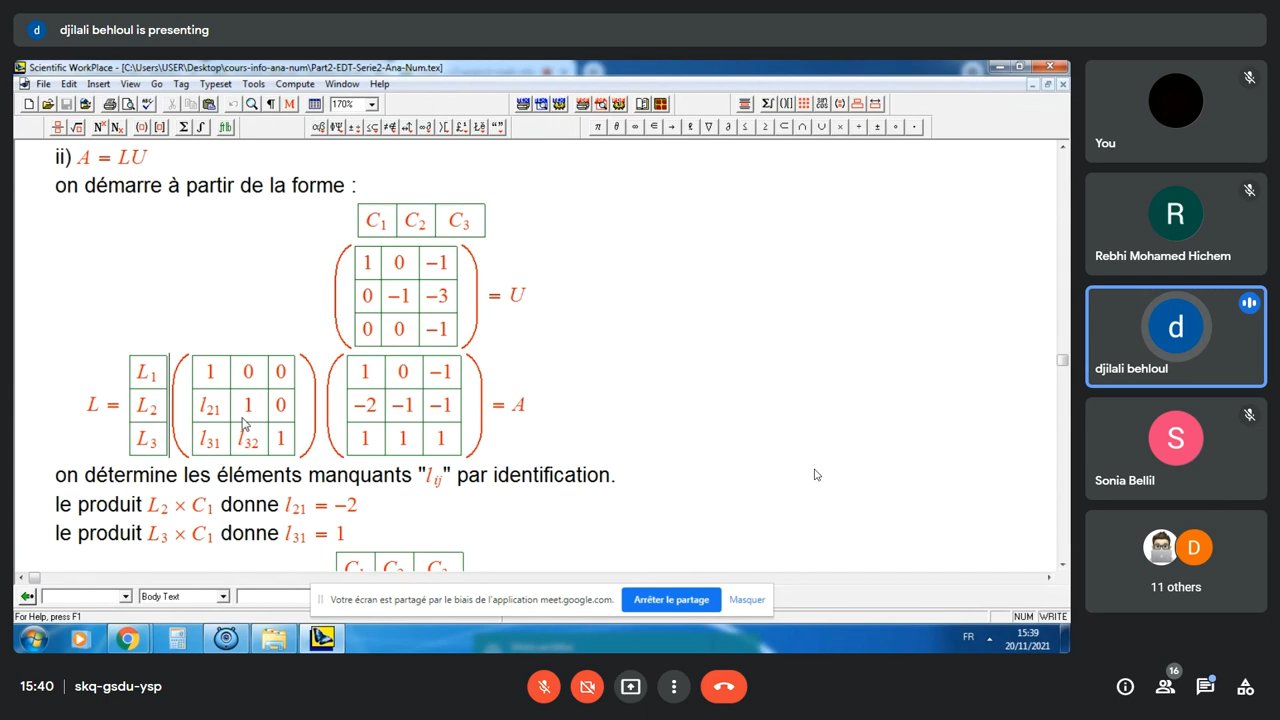 djilali behloul is presenting
Scientific WorkPlace - [C:\Users\USER\Desktop\cours-info-ana-num\Part2-EDT-Serie2-Ana-Num.tex]
File Edit Insert View Go Tag Typeset Tools Compute Window Help
170%
ii) A = LU
on démarre à partir de la forme :
C1 C2 C3
1 0 −1
0 −1 −3 = U
0 0 −1
L1 1 0 0 1 0 −1
L = L2 l21 1 0 −2 −1 −1 = A
L3 l31 l32 1 1 1 1
on détermine les éléments manquants "lij" par identification.
le produit L2 × C1 donne l21 = −2
le produit L3 × C1 donne l31 = 1
C1 C2 C3
Body Text
Votre écran est partagé par le biais de l'application meet.google.com. Arrêter le partage Masquer
For Help, press F1
NUM WRITE
FR
15:39
20/11/2021
You
R
Rebhi Mohamed Hichem
d
djilali behloul
S
Sonia Bellil
D
11 others
15:40 skq-gsdu-ysp
16